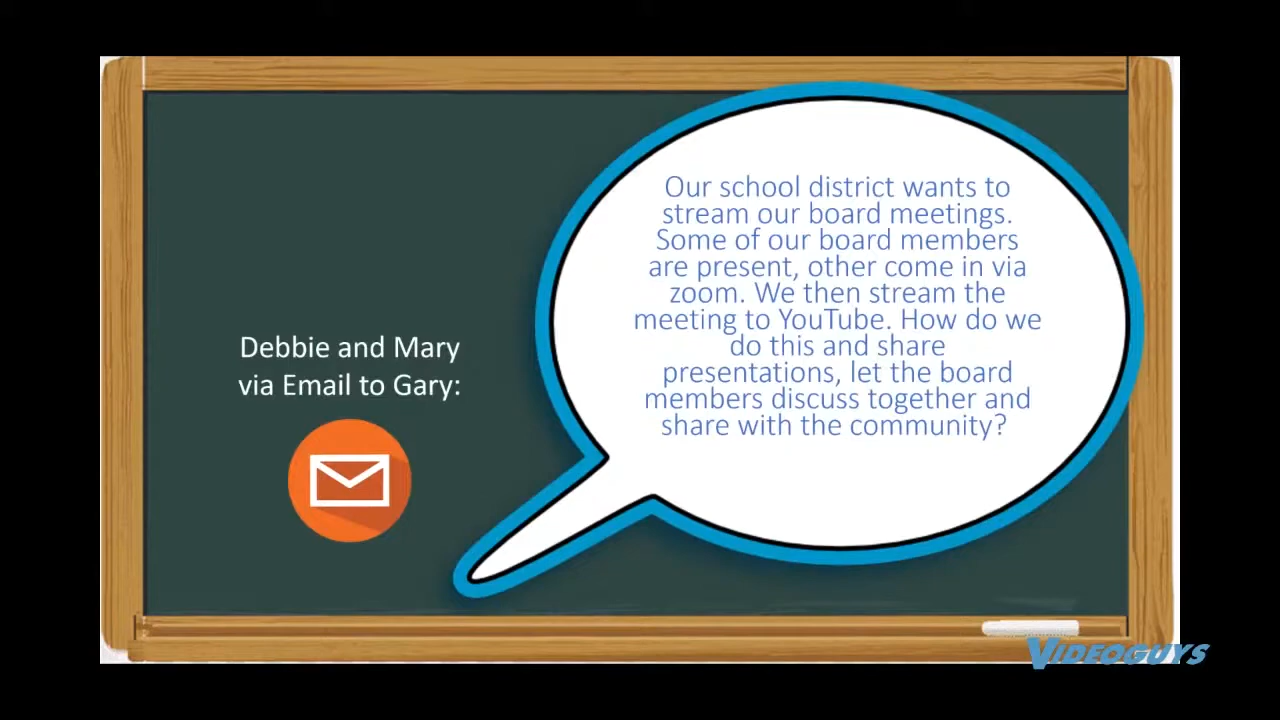 Debbie and Mary
via Email to Gary:
Our school district wants to
stream our board meetings.
Some of our board members
are present, other come in via
zoom. We then stream the
meeting to YouTube. How do we
do this and share
presentations, let the board
members discuss together and
share with the community?
VIDEOGUYS